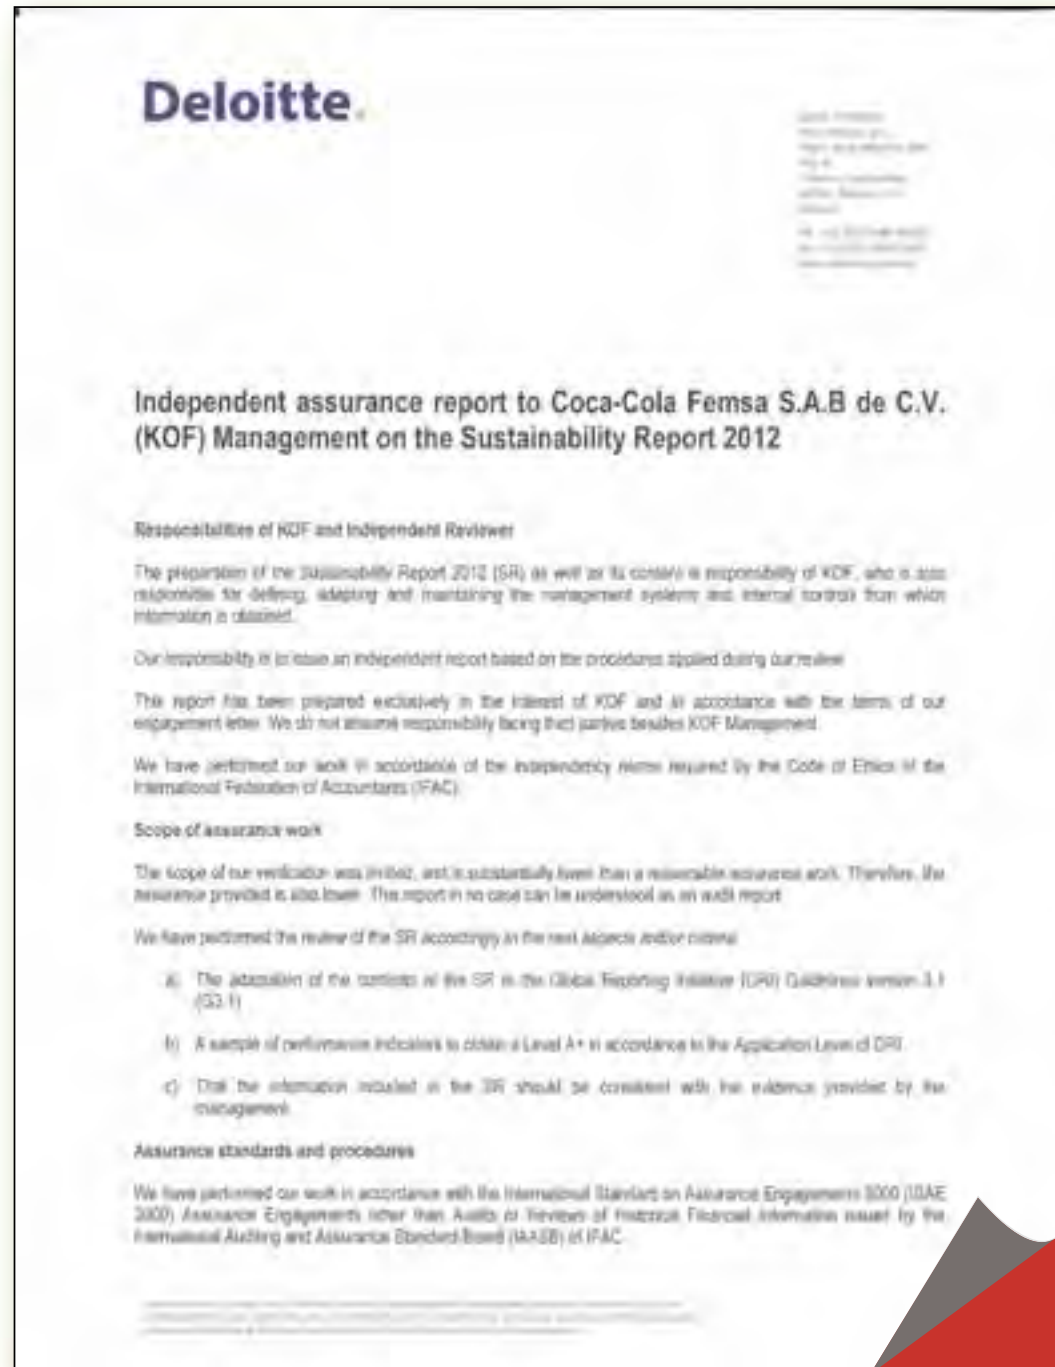 Deloitte.
Independent assurance report to Coca-Cola Femsa S.A.B de C.V.
(KOF) Management on the Sustainability Report 2012
Responsibilities of KOF and Independent Reviewer
The preparation of the Sustainability Report 2012 (SR) as well as its content is responsibility of KOF, who is also
responsible for defining, adapting and maintaining the management systems and internal controls from which
information is obtained.
Our responsibility is to issue an independent report based on the procedures applied during our review
This report has been prepared exclusively in the interest of KOF and in accordance with the terms of our
engagement letter. We do not assume responsibility facing third parties besides KOF Management.
We have performed our work in accordance of the independency norms required by the Code of Ethics of the
International Federation of Accountants (IFAC).
Scope of assurance work
The scope of our verification was limited, and is substantially lower than a reasonable assurance work. Therefore, the
assurance provided is also lower. This report in no case can be understood as an audit report
We have performed the review of the SR accordingly in the next aspects and/or criteria
a) The adaptation of the contents of the SR to the Global Reporting Initiative (GRI) Guidelines version 3.1
(G3.1)
b) A sample of performance indicators to obtain a Level A+ in accordance to the Application Level of GRI.
c) That the information included in the SR should be consistent with the evidence provided by the
management.
Assurance standards and procedures
We have performed our work in accordance with the International Standard on Assurance Engagements 3000 (ISAE
3000) Assurance Engagements other than Audits or Reviews of Historical Financial Information issued by the
International Auditing and Assurance Standard Board (IAASB) of IFAC.